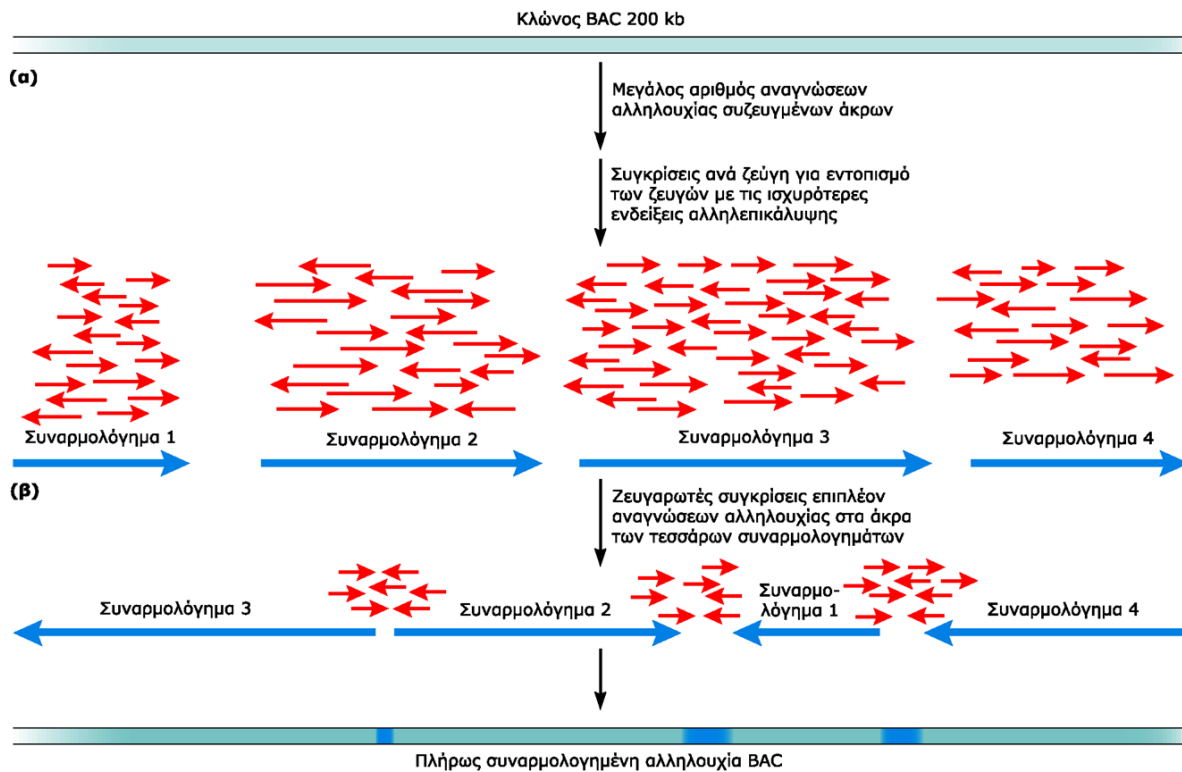 Κλώνος BAC 200 kb
(α)
Μεγάλος αριθμός αναγνώσεων
αλληλουχίας συζευγμένων άκρων
Συγκρίσεις ανά ζεύγη για εντοπισμό
των ζευγών με τις ισχυρότερες
ενδείξεις αλληλεπικάλυψης
Συναρμολόγημα 1
Συναρμολόγημα 2
Συναρμολόγημα 3
Συναρμολόγημα 4
(β)
Ζευγαρωτές συγκρίσεις επιπλέον
αναγνώσεων αλληλουχίας στα άκρα
των τεσσάρων συναρμολογημάτων
Συναρμολόγημα 3
Συναρμολόγημα 2
Συναρμο-
λόγημα 1
Συναρμολόγημα 4
Πλήρως συναρμολογημένη αλληλουχία BAC